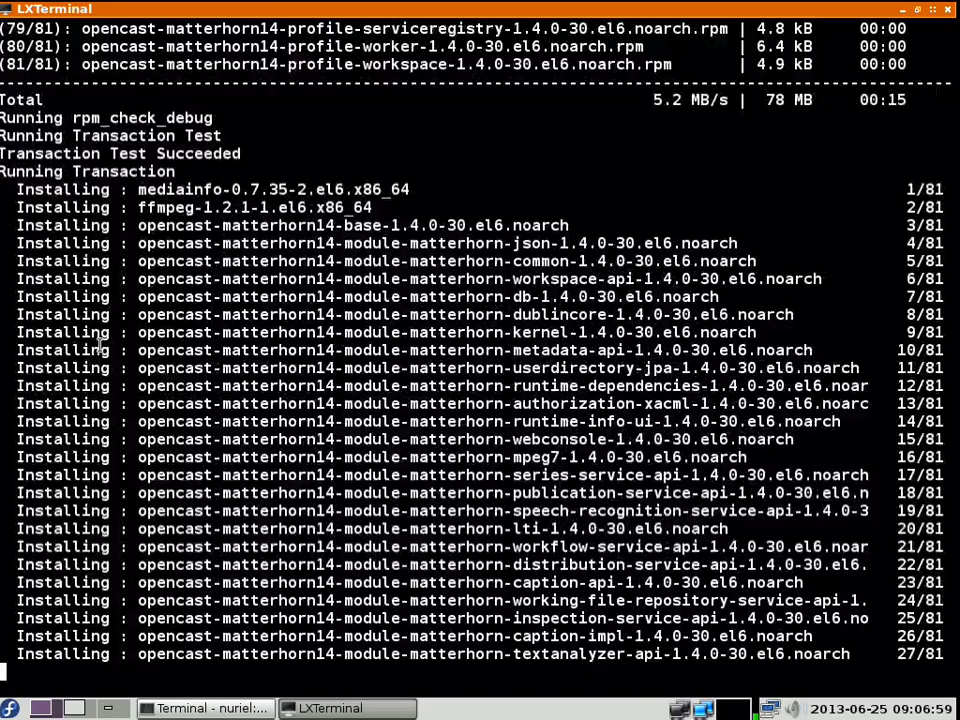 LXTerminal
(79/81): opencast-matterhorn14-profile-serviceregistry-1.4.0-30.el6.noarch.rpm | 4.8 kB 00:00
(80/81): opencast-matterhorn14-profile-worker-1.4.0-30.el6.noarch.rpm | 6.4 kB 00:00
(81/81): opencast-matterhorn14-profile-workspace-1.4.0-30.el6.noarch.rpm | 4.9 kB 00:00
--------------------------------------------------------------------------------
Total 5.2 MB/s | 78 MB 00:15
Running rpm_check_debug
Running Transaction Test
Transaction Test Succeeded
Running Transaction
Installing : mediainfo-0.7.35-2.el6.x86_64 1/81
Installing : ffmpeg-1.2.1-1.el6.x86_64 2/81
Installing : opencast-matterhorn14-base-1.4.0-30.el6.noarch 3/81
Installing : opencast-matterhorn14-module-matterhorn-json-1.4.0-30.el6.noarch 4/81
Installing : opencast-matterhorn14-module-matterhorn-common-1.4.0-30.el6.noarch 5/81
Installing : opencast-matterhorn14-module-matterhorn-workspace-api-1.4.0-30.el6.noarch 6/81
Installing : opencast-matterhorn14-module-matterhorn-db-1.4.0-30.el6.noarch 7/81
Installing : opencast-matterhorn14-module-matterhorn-dublincore-1.4.0-30.el6.noarch 8/81
Installing : opencast-matterhorn14-module-matterhorn-kernel-1.4.0-30.el6.noarch 9/81
Installing : opencast-matterhorn14-module-matterhorn-metadata-api-1.4.0-30.el6.noarch 10/81
Installing : opencast-matterhorn14-module-matterhorn-userdirectory-jpa-1.4.0-30.el6.noarch 11/81
Installing : opencast-matterhorn14-module-matterhorn-runtime-dependencies-1.4.0-30.el6.noar 12/81
Installing : opencast-matterhorn14-module-matterhorn-authorization-xacml-1.4.0-30.el6.noarc 13/81
Installing : opencast-matterhorn14-module-matterhorn-runtime-info-ui-1.4.0-30.el6.noarch 14/81
Installing : opencast-matterhorn14-module-matterhorn-webconsole-1.4.0-30.el6.noarch 15/81
Installing : opencast-matterhorn14-module-matterhorn-mpeg7-1.4.0-30.el6.noarch 16/81
Installing : opencast-matterhorn14-module-matterhorn-series-service-api-1.4.0-30.el6.noarch 17/81
Installing : opencast-matterhorn14-module-matterhorn-publication-service-api-1.4.0-30.el6.n 18/81
Installing : opencast-matterhorn14-module-matterhorn-speech-recognition-service-api-1.4.0-3 19/81
Installing : opencast-matterhorn14-module-matterhorn-lti-1.4.0-30.el6.noarch 20/81
Installing : opencast-matterhorn14-module-matterhorn-workflow-service-api-1.4.0-30.el6.noar 21/81
Installing : opencast-matterhorn14-module-matterhorn-distribution-service-api-1.4.0-30.el6. 22/81
Installing : opencast-matterhorn14-module-matterhorn-caption-api-1.4.0-30.el6.noarch 23/81
Installing : opencast-matterhorn14-module-matterhorn-working-file-repository-service-api-1. 24/81
Installing : opencast-matterhorn14-module-matterhorn-inspection-service-api-1.4.0-30.el6.no 25/81
Installing : opencast-matterhorn14-module-matterhorn-caption-impl-1.4.0-30.el6.noarch 26/81
Installing : opencast-matterhorn14-module-matterhorn-textanalyzer-api-1.4.0-30.el6.noarch 27/81
Terminal - nuriel:... LXTerminal 2013-06-25 09:06:59